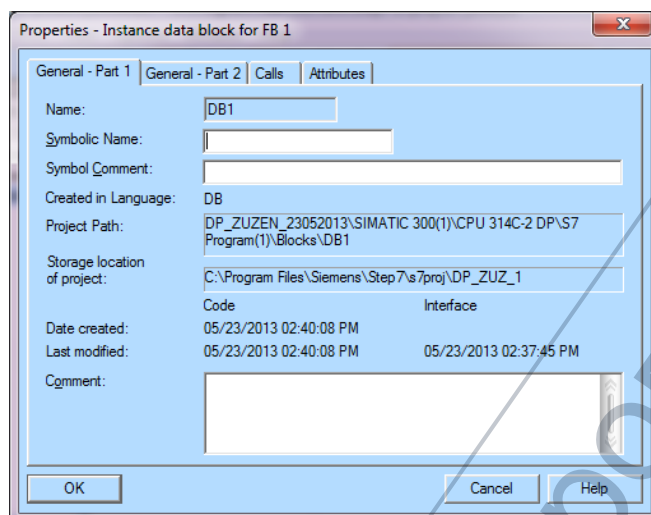 Properties - Instance data block for FB 1
General - Part 1 General - Part 2 Calls Attributes
Name: DB1
Symbolic Name:
Symbol Comment:
Created in Language: DB
Project Path: DP_ZUZEN_23052013\SIMATIC 300(1)\CPU 314C-2 DP\S7
Program(1)\Blocks\DB1
Storage location
of project: C:\Program Files\Siemens\Step7\s7proj\DP_ZUZ_1
Code Interface
Date created: 05/23/2013 02:40:08 PM
Last modified: 05/23/2013 02:40:08 PM 05/23/2013 02:37:45 PM
Comment:
OK Cancel Help